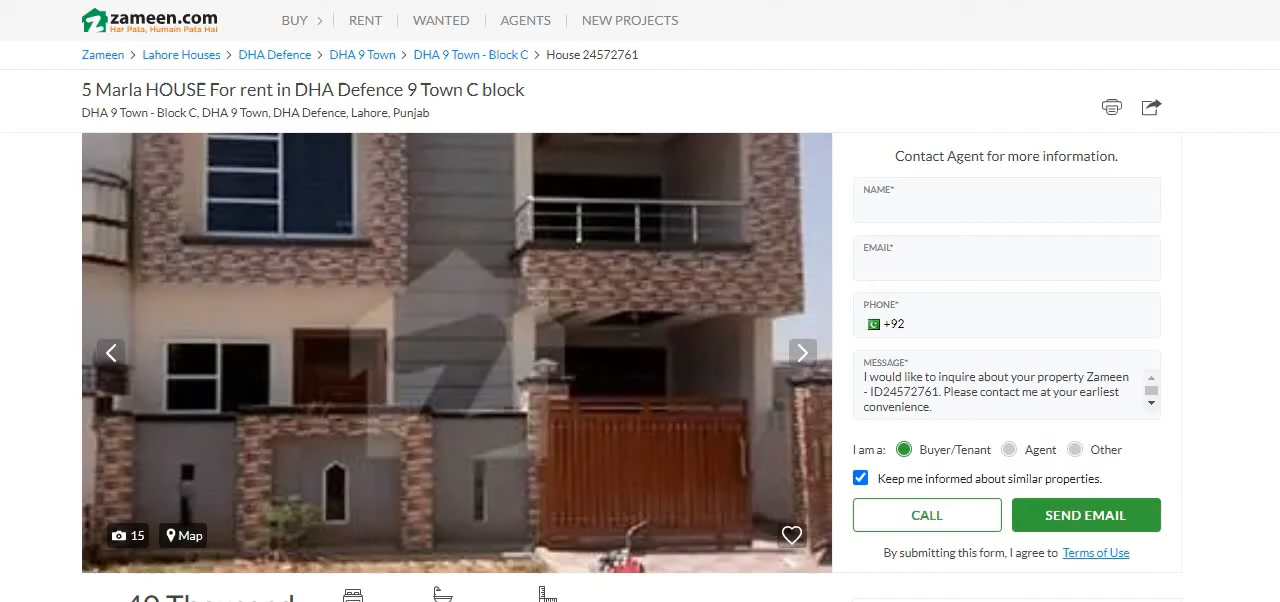 zameen.com
Har Pata, Humain Pata Hai
BUY > RENT WANTED AGENTS NEW PROJECTS
Zameen > Lahore Houses > DHA Defence > DHA 9 Town > DHA 9 Town - Block C > House 24572761
5 Marla HOUSE For rent in DHA Defence 9 Town C block
DHA 9 Town - Block C, DHA 9 Town, DHA Defence, Lahore, Punjab
Contact Agent for more information.
NAME*
EMAIL*
PHONE*
+92
MESSAGE*
I would like to inquire about your property Zameen
- ID24572761. Please contact me at your earliest
convenience.
I am a: Buyer/Tenant Agent Other
Keep me informed about similar properties.
CALL SEND EMAIL
15 Map
By submitting this form, I agree to Terms of Use